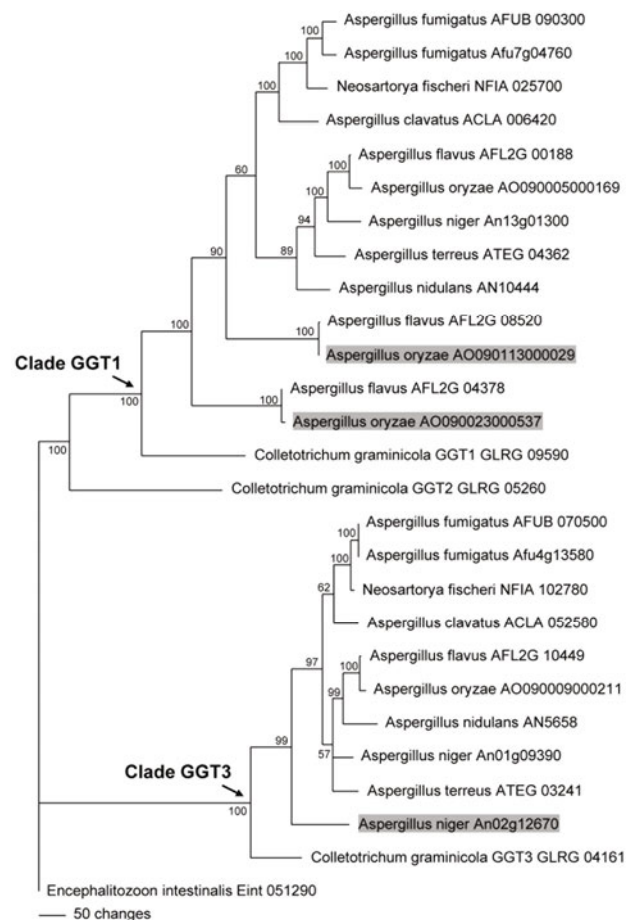 Aspergillus fumigatus AFUB 090300
100
Aspergillus fumigatus Afu7g04760
100
Neosartorya fischeri NFIA 025700
100
Aspergillus clavatus ACLA 006420
Aspergillus flavus AFL2G 00188
100
60
Aspergillus oryzae AO090005000169
100
94
Aspergillus niger An13g01300
Aspergillus terreus ATEG 04362
90
89
Aspergillus nidulans AN10444
Aspergillus flavus AFL2G 08520
100
100
Aspergillus oryzae AO090113000029
Clade GGT1
Aspergillus flavus AFL2G 04378
100
100
Aspergillus oryzae AO090023000537
100
Colletotrichum graminicola GGT1 GLRG 09590
Colletotrichum graminicola GGT2 GLRG 05260
Aspergillus fumigatus AFUB 070500
100
Aspergillus fumigatus Afu4g13580
100
Neosartorya fischeri NFIA 102780
62
Aspergillus clavatus ACLA 052580
Aspergillus flavus AFL2G 10449
97
100
Aspergillus oryzae AO090009000211
99
Aspergillus nidulans AN5658
99
57
Aspergillus niger An01g09390
Clade GGT3
Aspergillus terreus ATEG 03241
100
Aspergillus niger An02g12670
Colletotrichum graminicola GGT3 GLRG 04161
Encephalitozoon intestinalis Eint 051290
50 changes